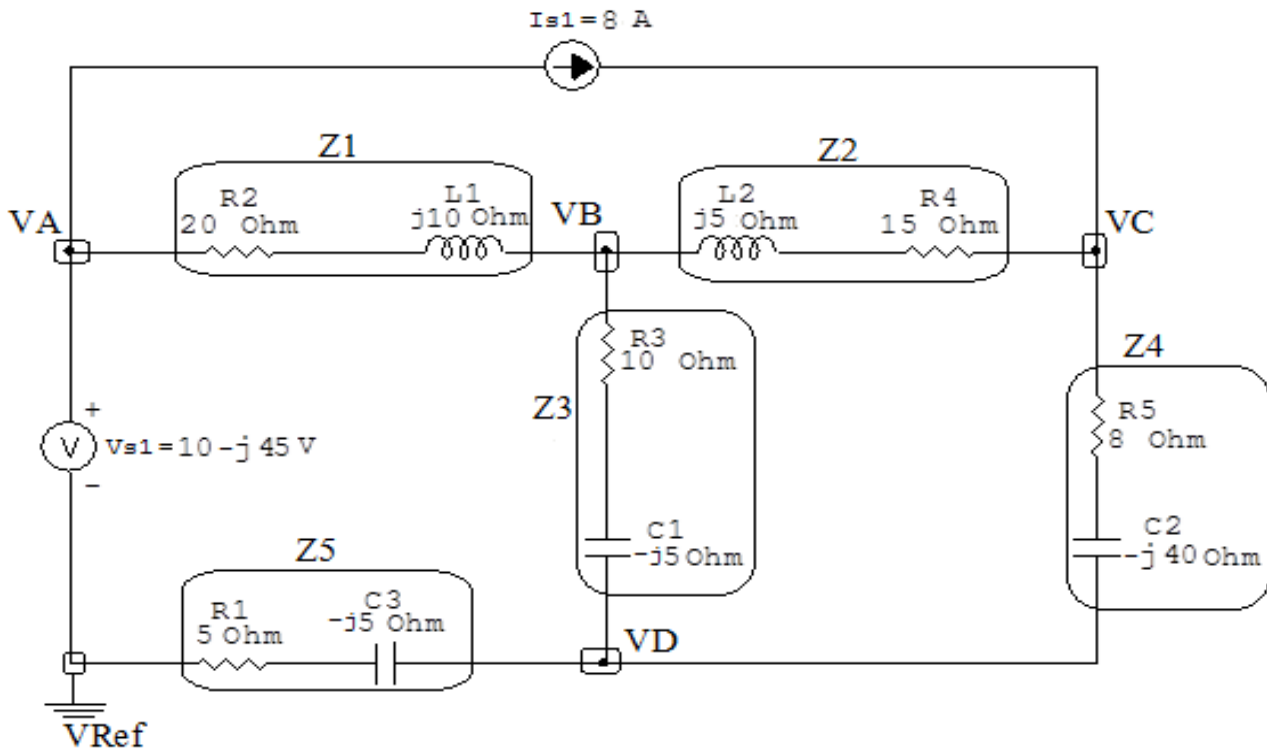 Is1=8 A
Z1
Z2
R2
20 Ohm
L1
j10 Ohm
L2
j5 Ohm
R4
15 Ohm
VA
VB
VC
R3
10 Ohm
Z3
Z4
R5
8 Ohm
+
V
Vs1=10-j45 V
-
C1
-j5 Ohm
C2
-j40 Ohm
Z5
R1
5 Ohm
C3
-j5 Ohm
VD
VRef